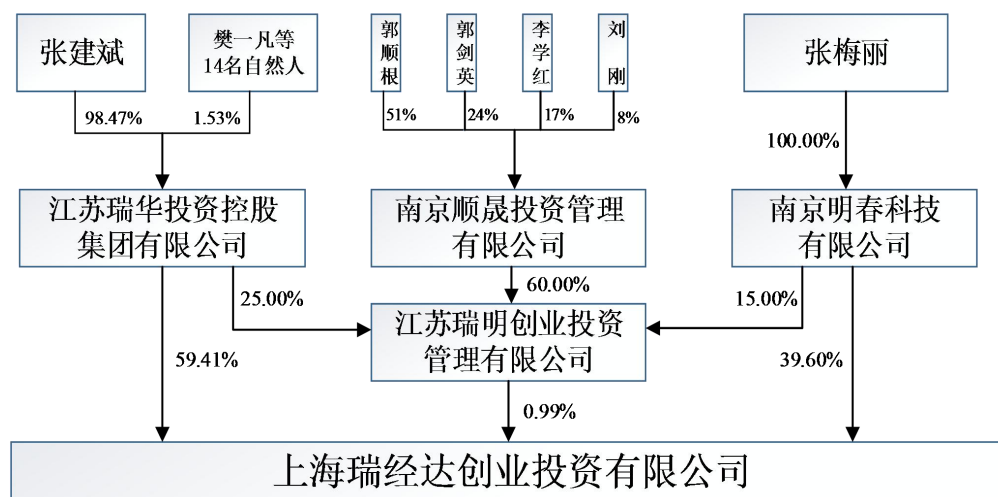 张建斌
樊一凡等
14名自然人
郭顺根
郭剑英
李学红
刘刚
张梅丽
98.47%
1.53%
51%
24%
17%
8%
100.00%
江苏瑞华投资控股
集团有限公司
南京顺晟投资管理
有限公司
南京明春科技
有限公司
25.00%
60.00%
15.00%
江苏瑞明创业投资
管理有限公司
59.41%
39.60%
0.99%
上海瑞经达创业投资有限公司